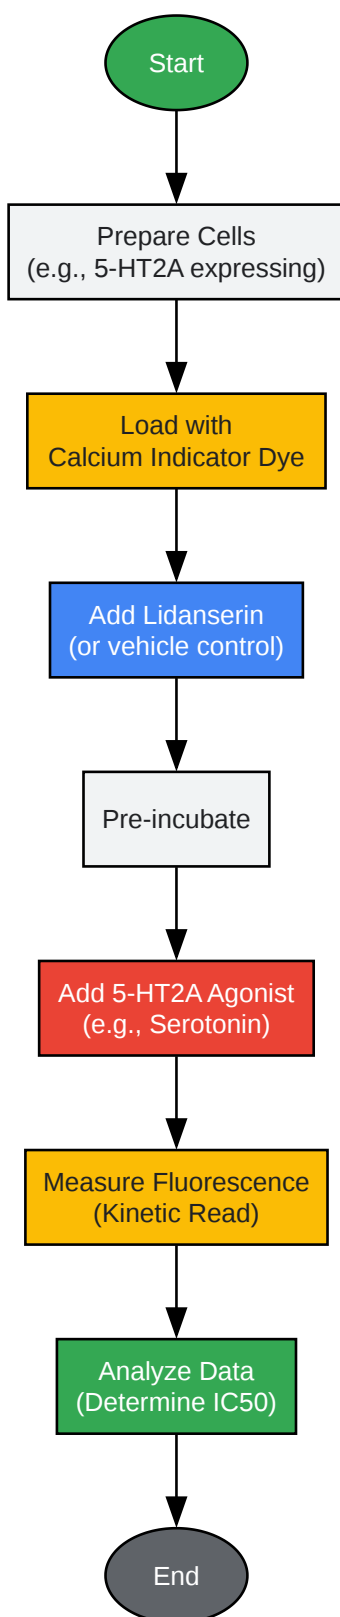 Start
Prepare Cells
(e.g., 5-HT2A expressing)
Load with
Calcium Indicator Dye
Add Lidanserin
(or vehicle control)
Pre-incubate
Add 5-HT2A Agonist
(e.g., Serotonin)
Measure Fluorescence
(Kinetic Read)
Analyze Data
(Determine IC50)
End